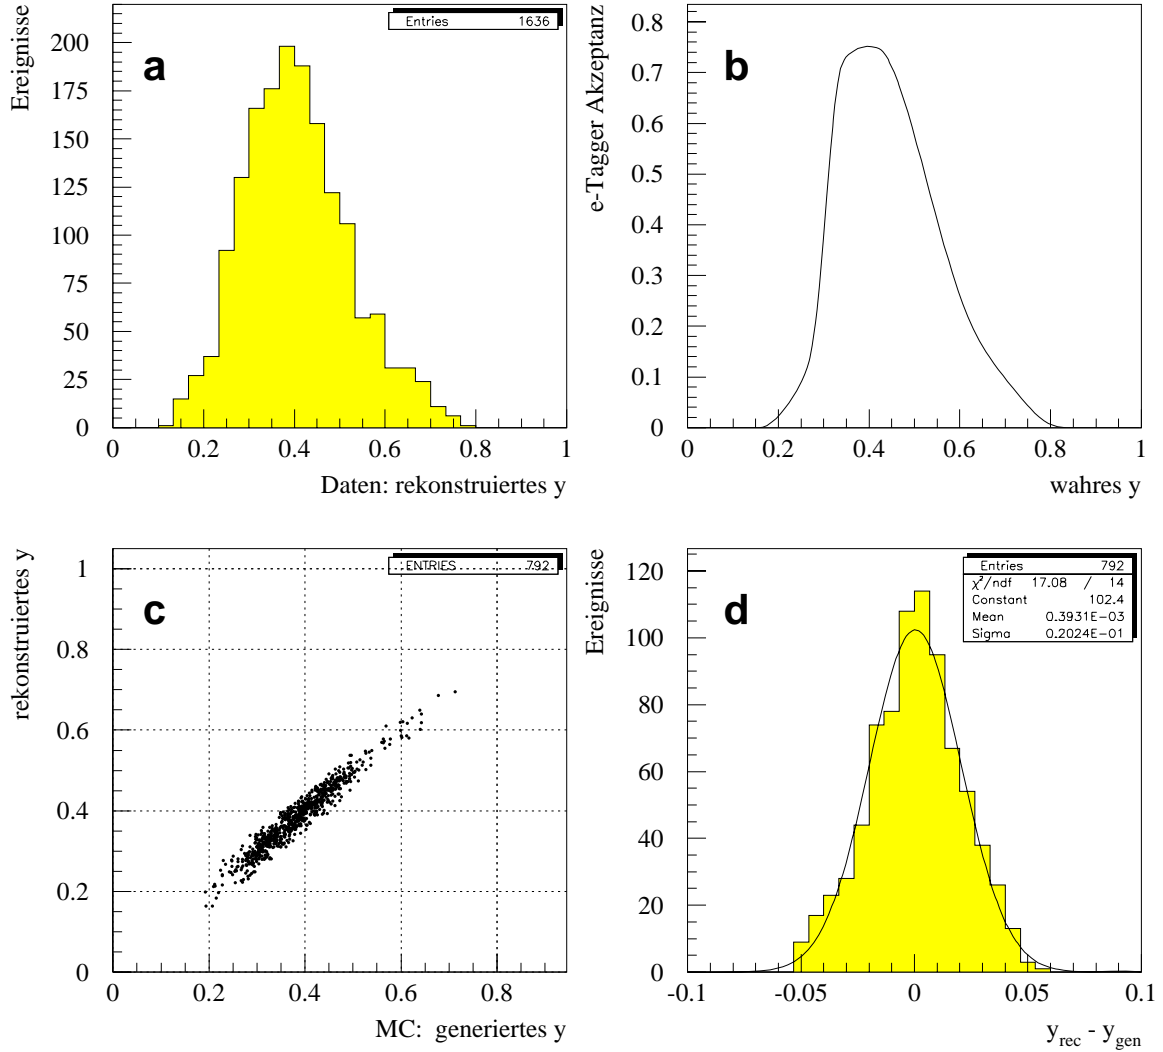 Ereignisse
a
Entries 1636
200
175
150
125
100
75
50
25
0
0 0.2 0.4 0.6 0.8 1
Daten: rekonstruiertes y
e-Tagger Akzeptanz
b
0.8
0.7
0.6
0.5
0.4
0.3
0.2
0.1
0
0 0.2 0.4 0.6 0.8 1
wahres y
rekonstruiertes y
c
ENTRIES 792
1
0.8
0.6
0.4
0.2
0
0 0.2 0.4 0.6 0.8
MC: generiertes y
Ereignisse
d
Entries 792
χ²/ndf 17.08 / 14
Constant 102.4
Mean 0.3931E-03
Sigma 0.2024E-01
120
100
80
60
40
20
0
-0.1 -0.05 0 0.05 0.1
y_rec - y_gen